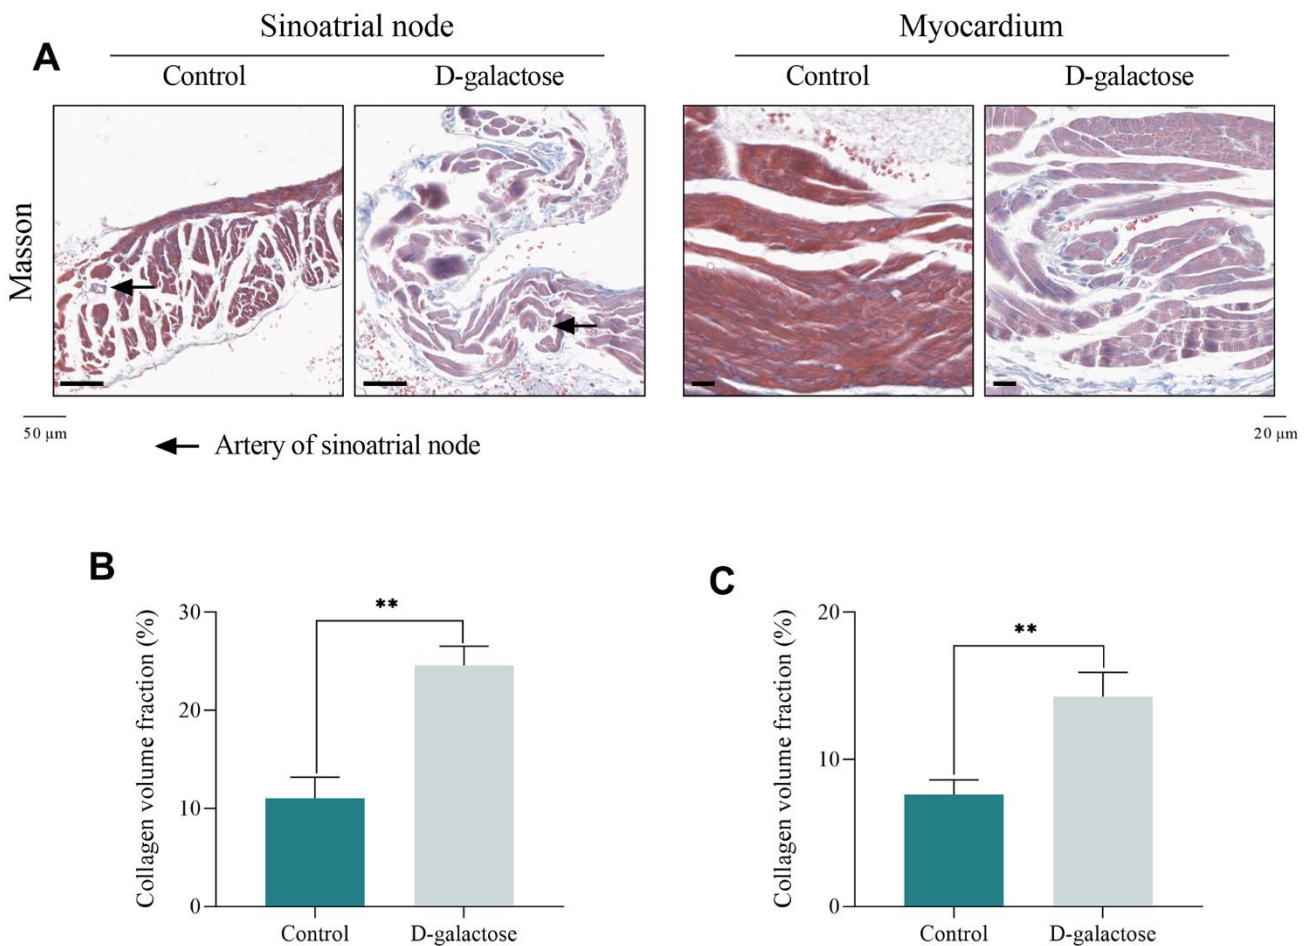 A
Sinoatrial node
Myocardium
Control
D-galactose
Control
D-galactose
Masson
50 µm
20 µm
Artery of sinoatrial node
B
Collagen volume fraction (%)
30
20
10
0
**
Control
D-galactose
C
Collagen volume fraction (%)
20
10
0
**
Control
D-galactose